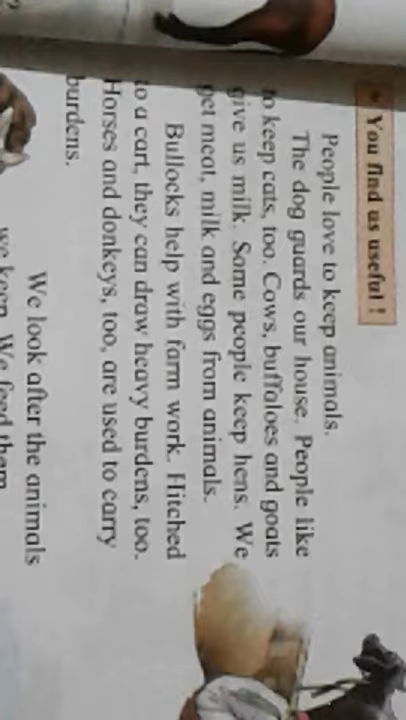 You find us useful !
People love to keep animals.
The dog guards our house. People like
to keep cats, too. Cows, buffaloes and goats
give us milk. Some people keep hens. We
get meat, milk and eggs from animals.
Bullocks help with farm work. Hitched
to a cart, they can draw heavy burdens, too.
Horses and donkeys, too, are used to carry
burdens.
We look after the animals
we keep. We feed them